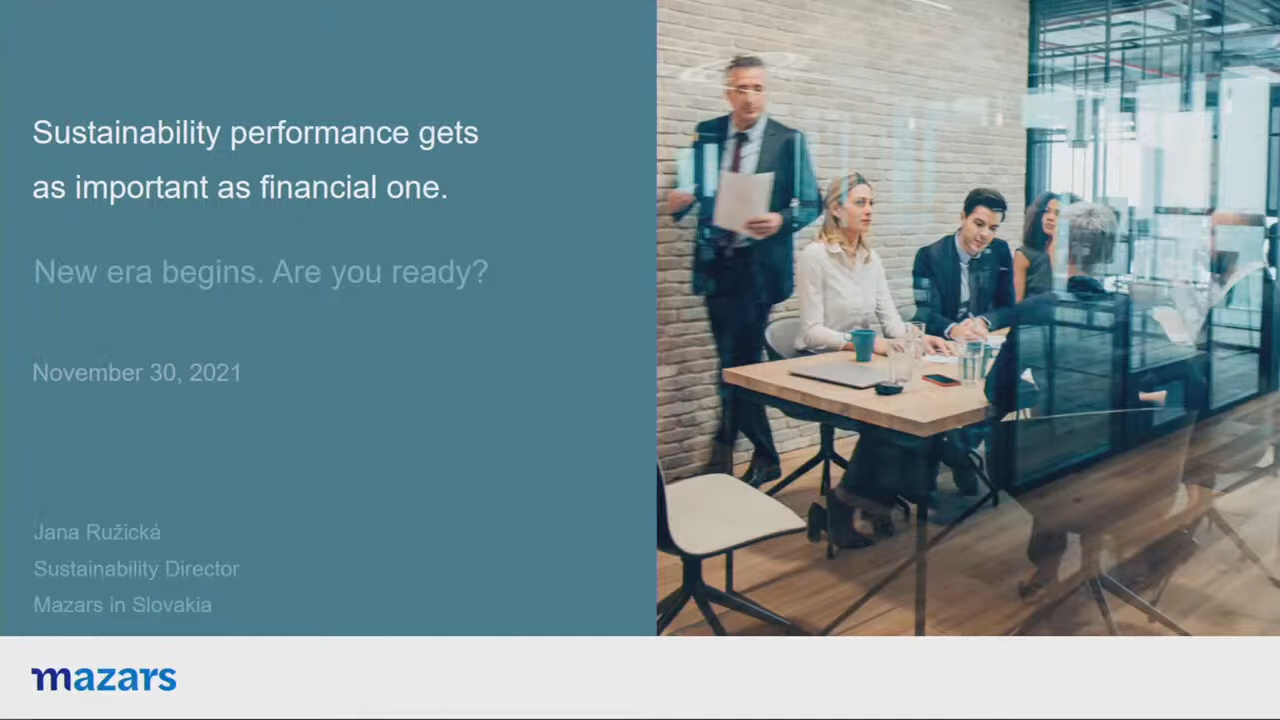 Sustainability performance gets
as important as financial one.
New era begins. Are you ready?
November 30, 2021
Jana Ružická
Sustainability Director
Mazars in Slovakia
mazars